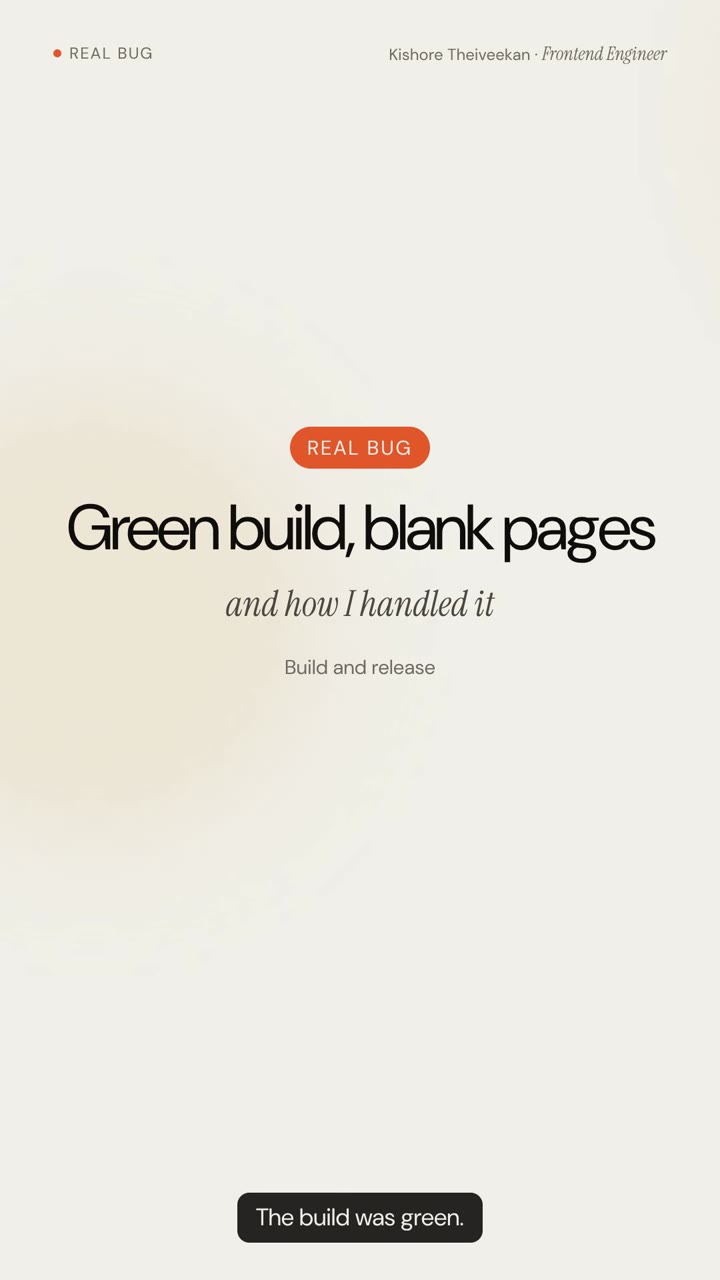 REAL BUG
Kishore Theiveekan · Frontend Engineer
REAL BUG
Green build, blank pages
and how I handled it
Build and release
The build was green.